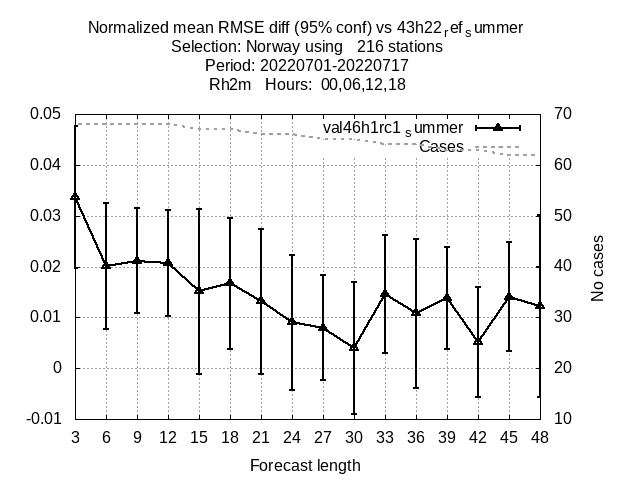 Normalized mean RMSE diff (95% conf) vs 43h22refsummer
Selection: Norway using 216 stations
Period: 20220701-20220717
Rh2m Hours: 00,06,12,18
0.05 70
val46h1rc1summer
Cases
0.04 60
0.03 50
0.02 40
0.01 30
0 20
-0.01 10
No cases
3 6 9 12 15 18 21 24 27 30 33 36 39 42 45 48
Forecast length